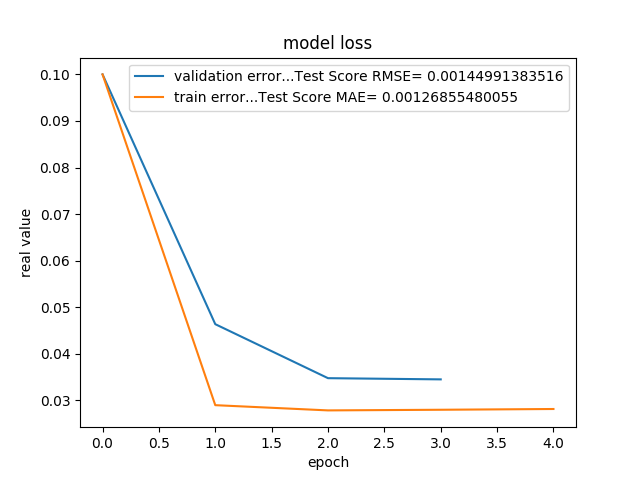 model loss
validation error...Test Score RMSE= 0.00144991383516
train error...Test Score MAE= 0.00126855480055
0.10
0.09
0.08
0.07
0.06
0.05
0.04
0.03
real value
0.0 0.5 1.0 1.5 2.0 2.5 3.0 3.5 4.0
epoch